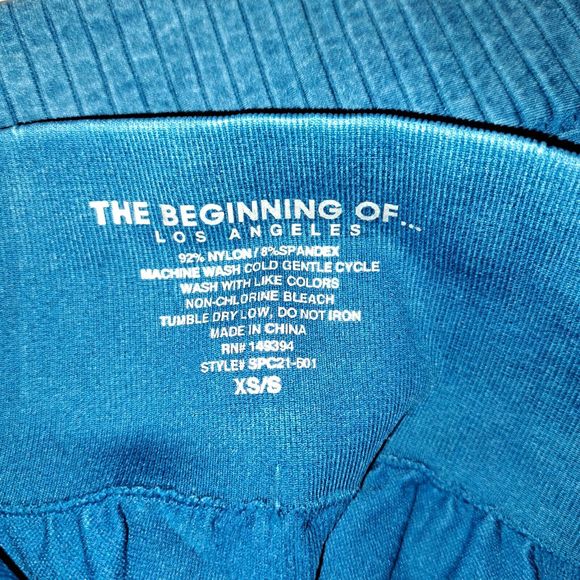 THE BEGINNING OF...
LOS ANGELES
92% NYLON / 8% SPANDEX
MACHINE WASH COLD GENTLE CYCLE
WASH WITH LIKE COLORS
NON-CHLORINE BLEACH
TUMBLE DRY LOW, DO NOT IRON
MADE IN CHINA
RN# 149394
STYLE# SPC21-501
XS/S